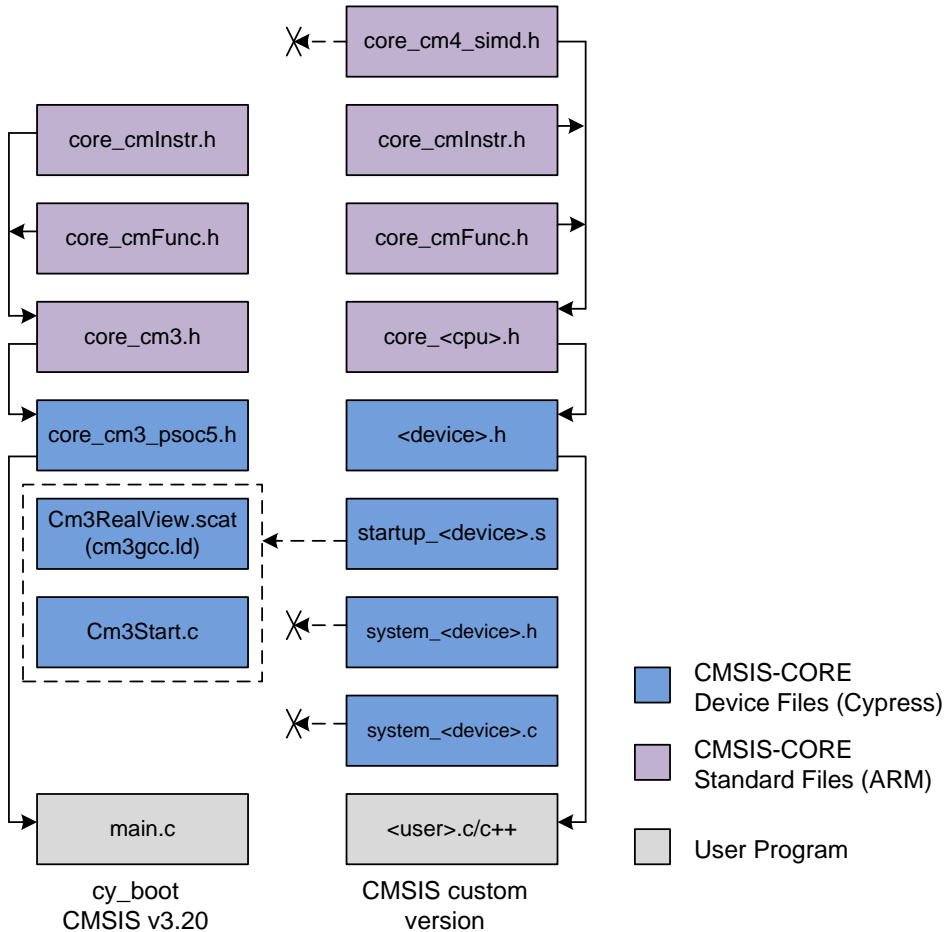 core_cm4_simd.h
core_cmInstr.h
core_cmInstr.h
core_cmFunc.h
core_cmFunc.h
core_cm3.h
core_<cpu>.h
core_cm3_psoc5.h
<device>.h
Cm3RealView.scat
(cm3gcc.ld)
startup_<device>.s
Cm3Start.c
system_<device>.h
system_<device>.c
main.c
<user>.c/c++
cy_boot
CMSIS v3.20
CMSIS custom
version
CMSIS-CORE
Device Files (Cypress)
CMSIS-CORE
Standard Files (ARM)
User Program